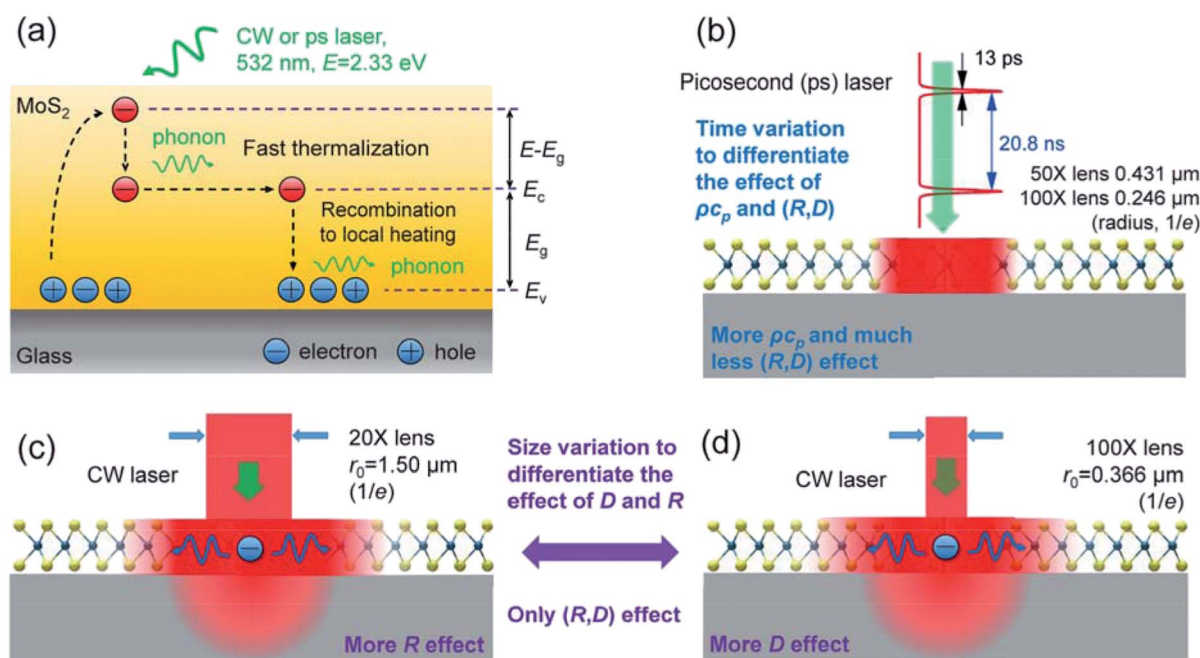 (a)
CW or ps laser,
532 nm, E=2.33 eV
MoS2
phonon
Fast thermalization
E-Eg
Ec
Recombination
to local heating
Eg
phonon
Ev
Glass
electron
hole
(b)
13 ps
Picosecond (ps) laser
Time variation
to differentiate
the effect of
ρcp and (R,D)
20.8 ns
50X lens 0.431 μm
100X lens 0.246 μm
(radius, 1/e)
More ρcp and much
less (R,D) effect
(c)
20X lens
r0=1.50 μm
(1/e)
CW laser
More R effect
Size variation to
differentiate the
effect of D and R
Only (R,D) effect
(d)
100X lens
r0=0.366 μm
(1/e)
CW laser
More D effect